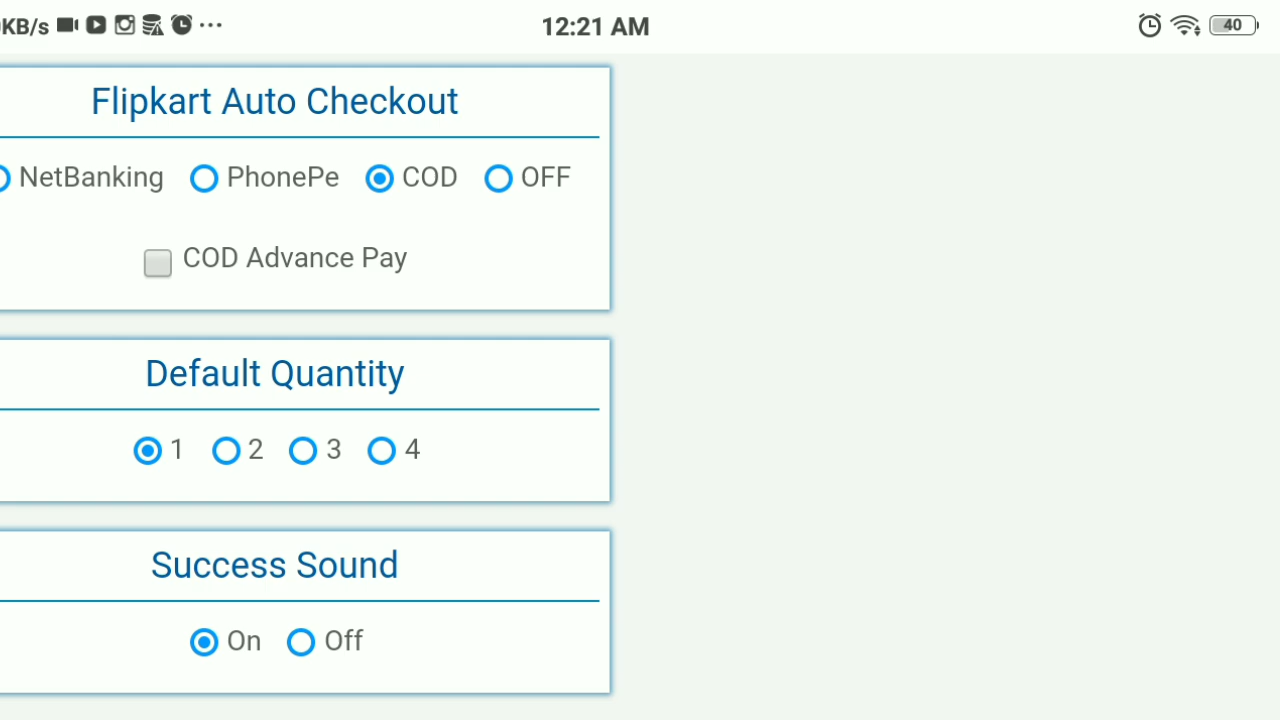 KB/s 12:21 AM 40
Flipkart Auto Checkout
NetBanking PhonePe COD OFF
COD Advance Pay
Default Quantity
1 2 3 4
Success Sound
On Off